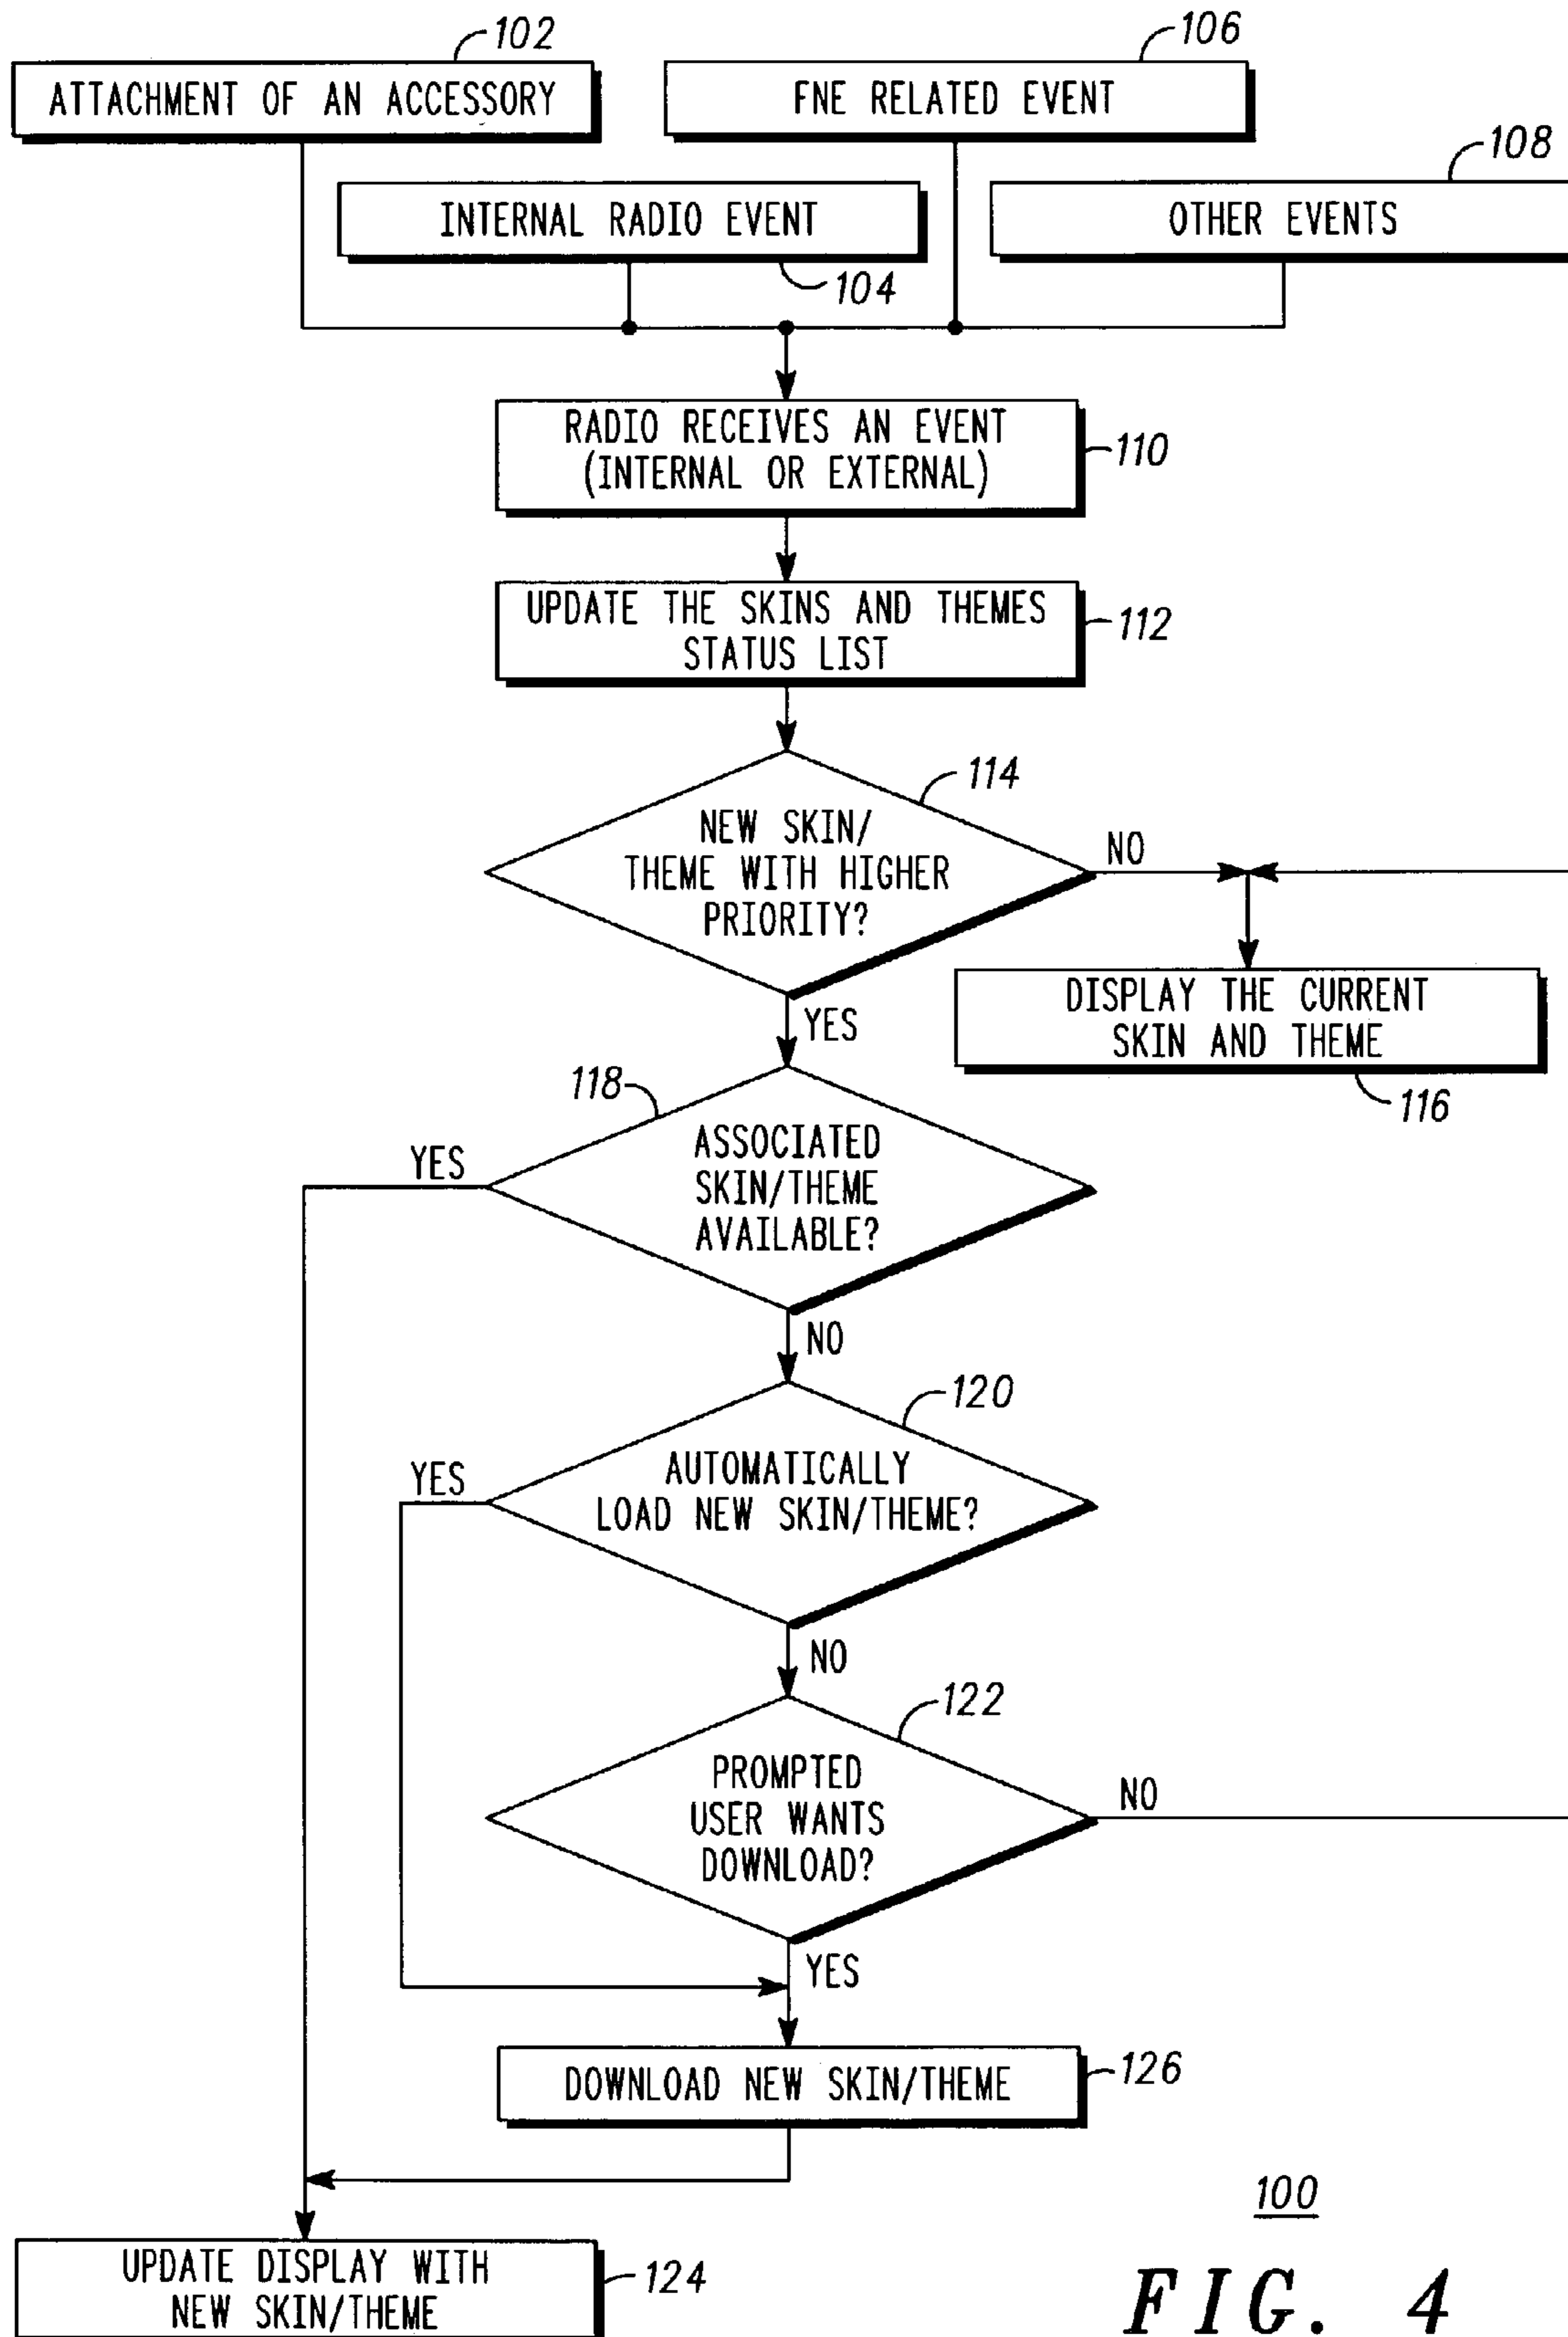 102
ATTACHMENT OF AN ACCESSORY
106
FNE RELATED EVENT
INTERNAL RADIO EVENT
104
108
OTHER EVENTS
RADIO RECEIVES AN EVENT
(INTERNAL OR EXTERNAL)
110
UPDATE THE SKINS AND THEMES
STATUS LIST
112
114
NEW SKIN/
THEME WITH HIGHER
PRIORITY?
NO
YES
DISPLAY THE CURRENT
SKIN AND THEME
116
118
ASSOCIATED
SKIN/THEME
AVAILABLE?
YES
NO
120
AUTOMATICALLY
LOAD NEW SKIN/THEME?
YES
NO
122
PROMPTED
USER WANTS
DOWNLOAD?
NO
YES
DOWNLOAD NEW SKIN/THEME
126
UPDATE DISPLAY WITH
NEW SKIN/THEME
124
100
FIG. 4